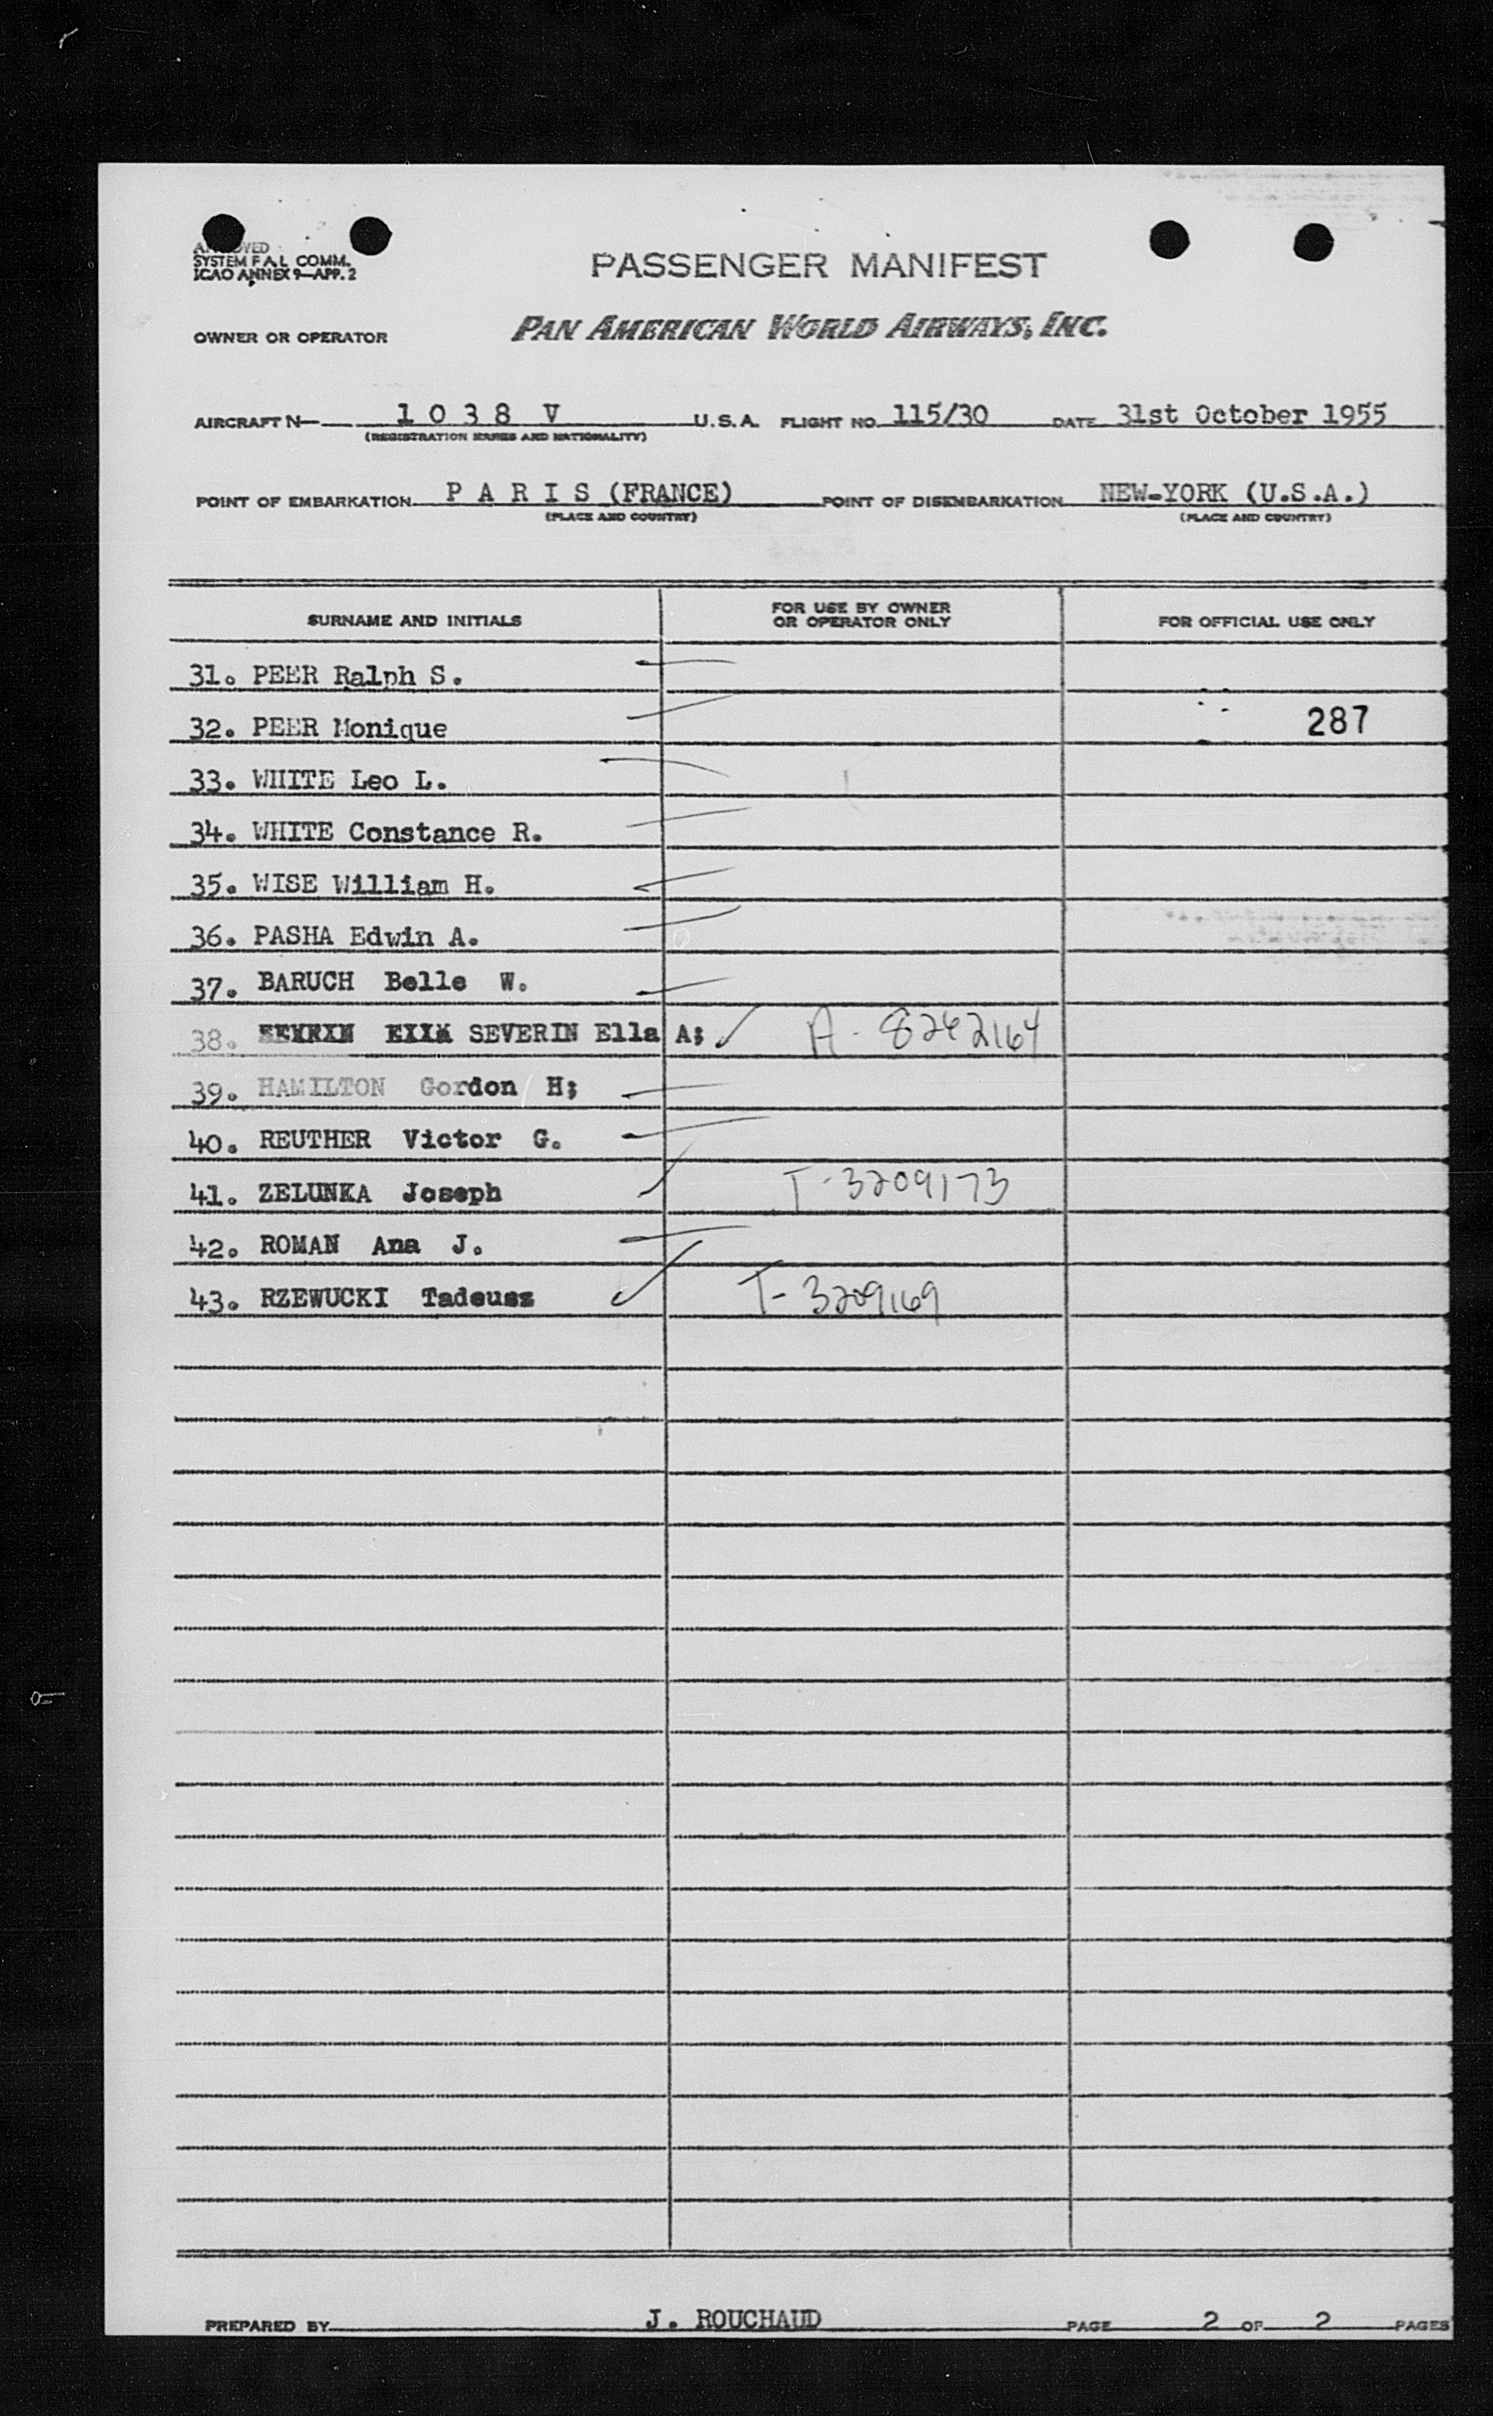 SYSTEM F.A.L COMM.
ICAO ANNEX 9—APP. 2
PASSENGER MANIFEST
OWNER OR OPERATOR
PAN AMERICAN WORLD AIRWAYS, INC.
AIRCRAFT N— 1 0 3 8 V U.S.A. FLIGHT NO. 115/30 DATE 31st October 1955
(REGISTRATION MARKS AND NATIONALITY)
POINT OF EMBARKATION P A R I S (FRANCE) POINT OF DISEMBARKATION NEW-YORK (U.S.A.)
(PLACE AND COUNTRY) (PLACE AND COUNTRY)
SURNAME AND INITIALS FOR USE BY OWNER OR OPERATOR ONLY FOR OFFICIAL USE ONLY
31. PEER Ralph S.
32. PEER Monique 287
33. WHITE Leo L.
34. WHITE Constance R.
35. WISE William H.
36. PASHA Edwin A.
37. BARUCH Belle W.
38. SEVERIN Ella A; A-8242164
39. HAMILTON Gordon H;
40. REUTHER Victor G.
41. ZELUNKA Joseph T-3209173
42. ROMAN Ana J.
43. RZEWUCKI Tadeusz T-3209169
PREPARED BY J. ROUCHAUD PAGE 2 OF 2 PAGES